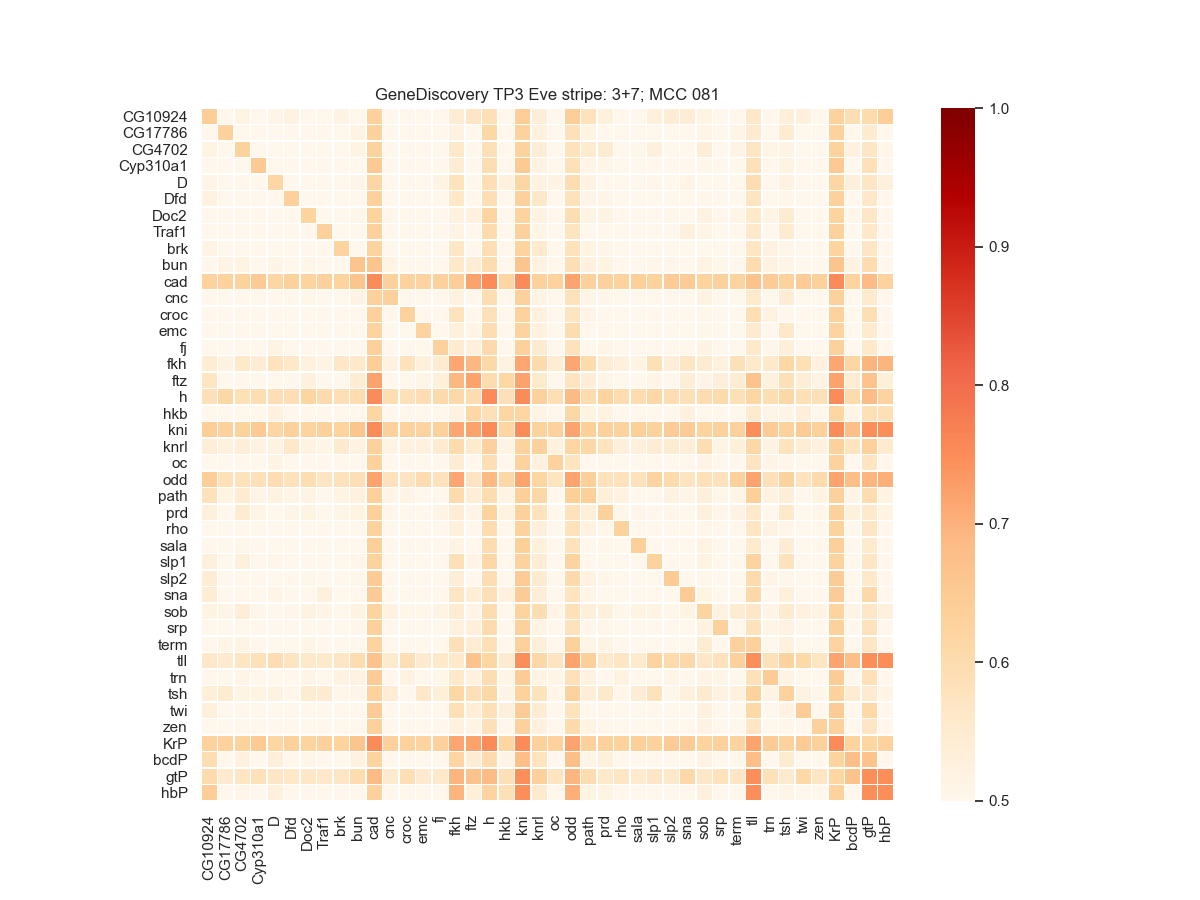 GeneDiscovery TP3 Eve stripe: 3+7; MCC 081
CG10924
CG17786
CG4702
Cyp310a1
D
Dfd
Doc2
Traf1
brk
bun
cad
cnc
croc
emc
fj
fkh
ftz
h
hkb
kni
knrl
oc
odd
path
prd
rho
sala
slp1
slp2
sna
sob
srp
term
tll
trn
tsh
twi
zen
KrP
bcdP
gtP
hbP
CG10924
CG17786
CG4702
Cyp310a1
D
Dfd
Doc2
Traf1
brk
bun
cad
cnc
croc
emc
fj
fkh
ftz
h
hkb
kni
knrl
oc
odd
path
prd
rho
sala
slp1
slp2
sna
sob
srp
term
tll
trn
tsh
twi
zen
KrP
bcdP
gtP
hbP
1.0
0.9
0.8
0.7
0.6
0.5